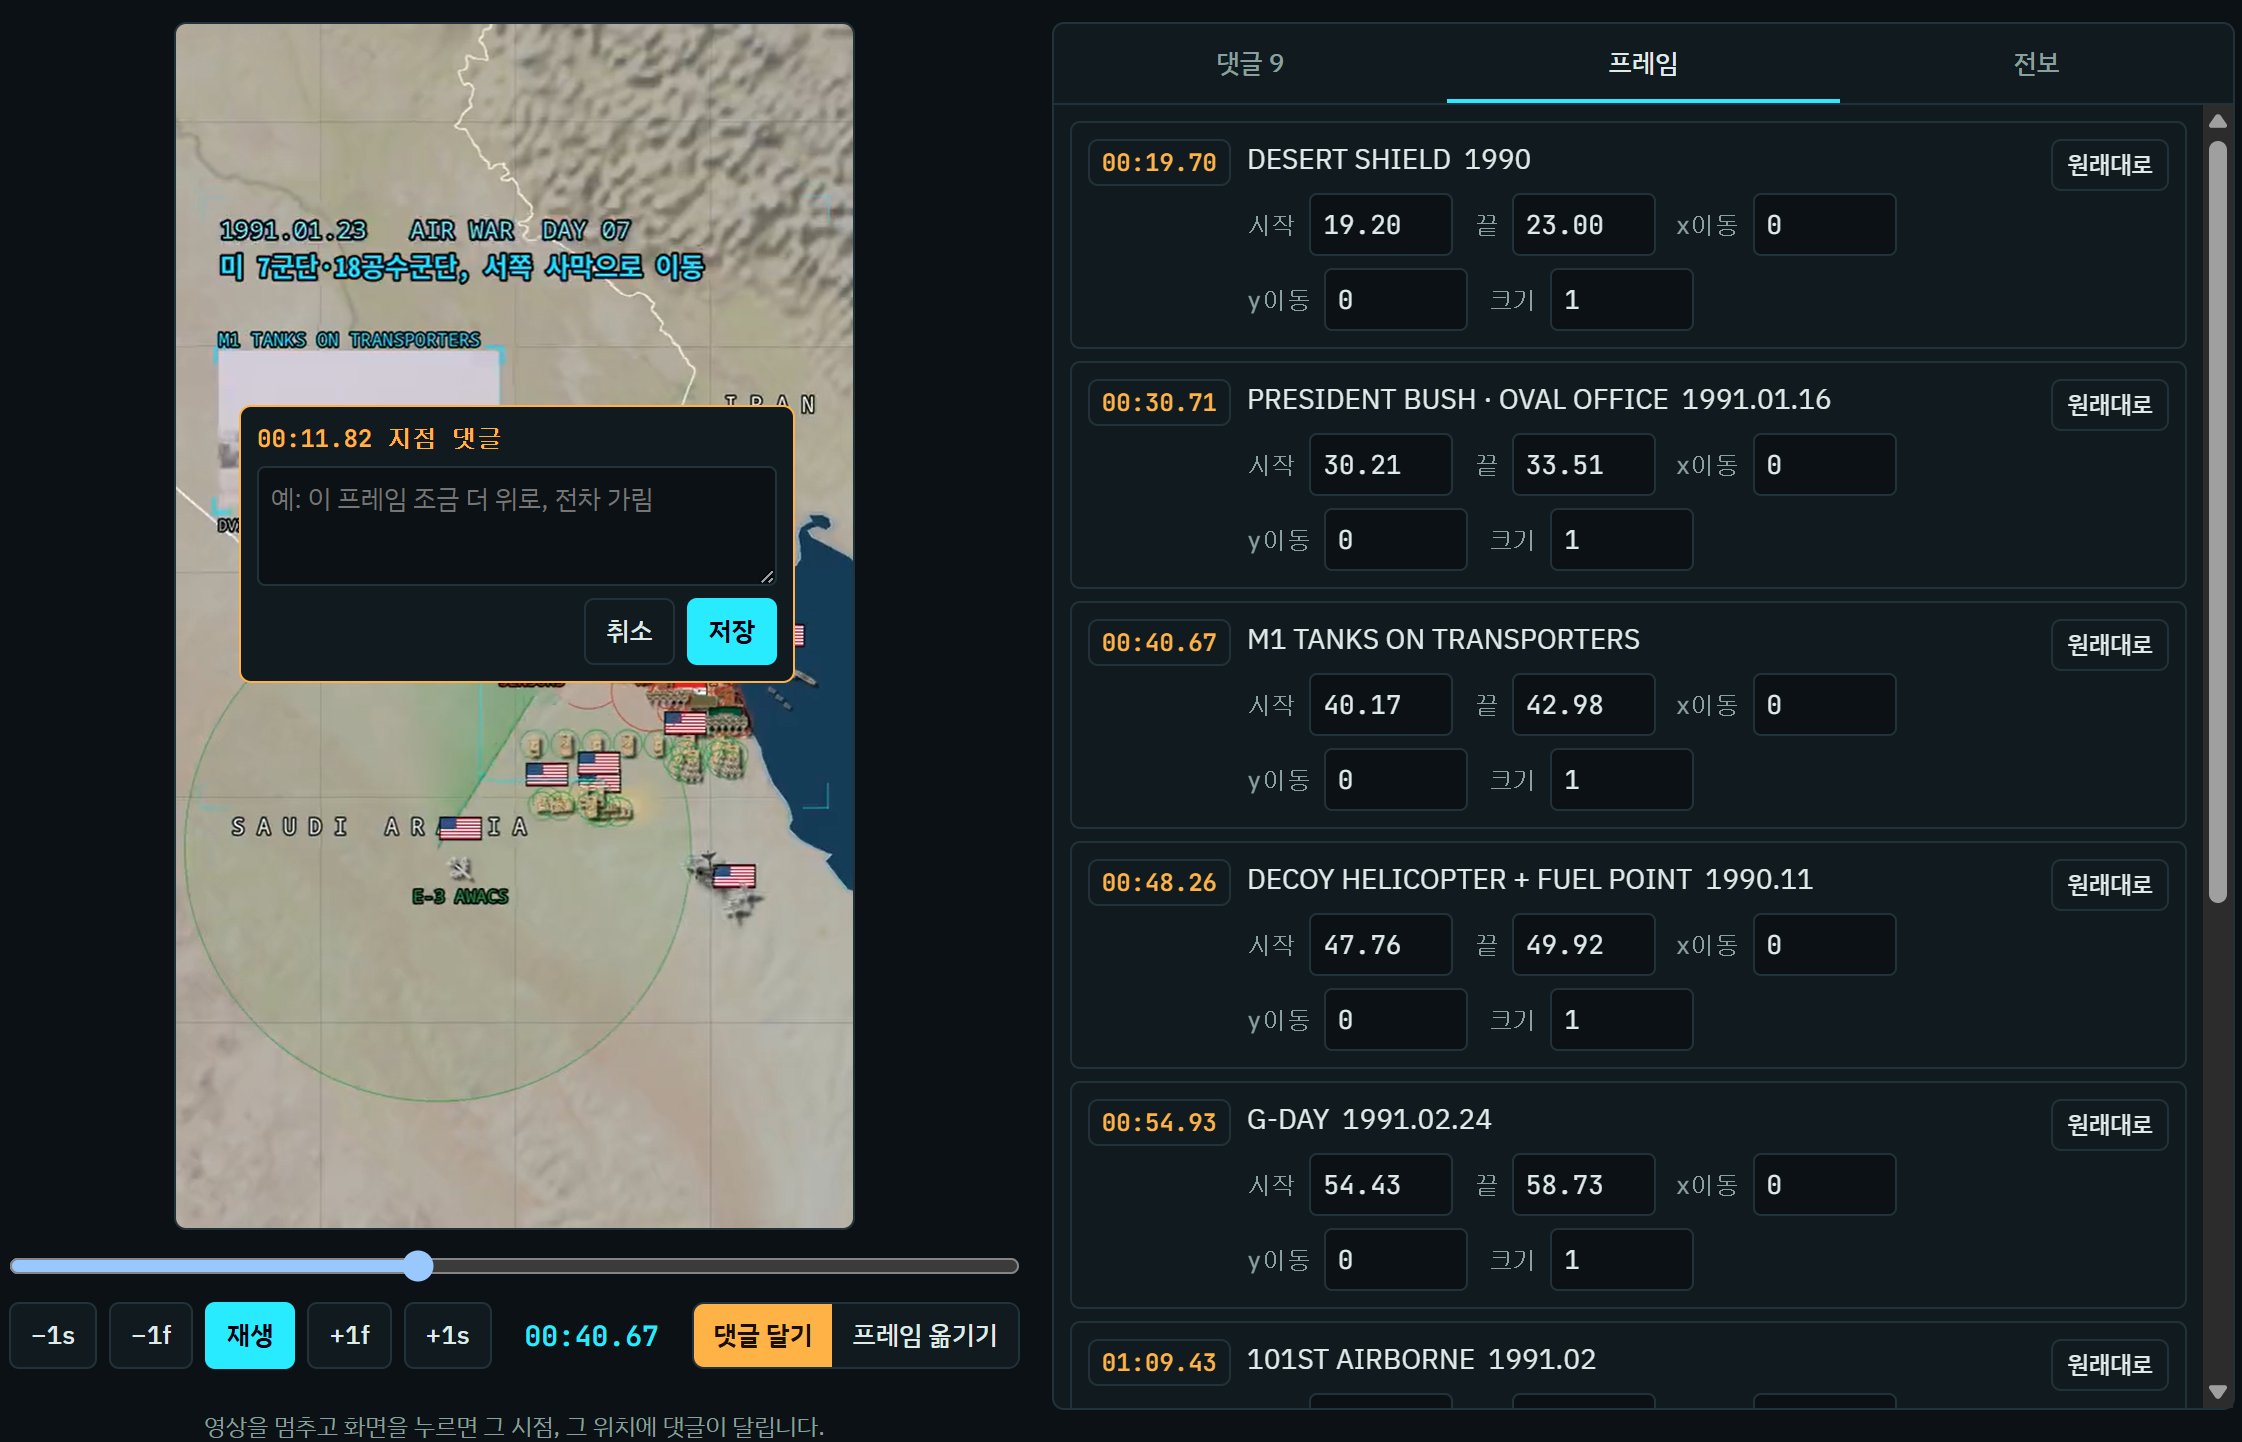 1991.01.23 AIR WAR DAY 07
미 7군단·18공수군단, 서쪽 사막으로 이동
M1 TANKS ON TRANSPORTERS
IRAN
00:11.82 지점 댓글
예: 이 프레임 조금 더 위로, 전차 가림
취소
저장
SAUDI AR IA
E-3 AWACS
-1s
-1f
재생
+1f
+1s
00:40.67
댓글 달기
프레임 옮기기
영상을 멈추고 화면을 누르면 그 시점, 그 위치에 댓글이 달립니다.
댓글 9
프레임
전보
00:19.70 DESERT SHIELD 1990 원래대로
시작 19.20 끝 23.00 x이동 0
y이동 0 크기 1
00:30.71 PRESIDENT BUSH · OVAL OFFICE 1991.01.16 원래대로
시작 30.21 끝 33.51 x이동 0
y이동 0 크기 1
00:40.67 M1 TANKS ON TRANSPORTERS 원래대로
시작 40.17 끝 42.98 x이동 0
y이동 0 크기 1
00:48.26 DECOY HELICOPTER + FUEL POINT 1990.11 원래대로
시작 47.76 끝 49.92 x이동 0
y이동 0 크기 1
00:54.93 G-DAY 1991.02.24 원래대로
시작 54.43 끝 58.73 x이동 0
y이동 0 크기 1
01:09.43 101ST AIRBORNE 1991.02 원래대로